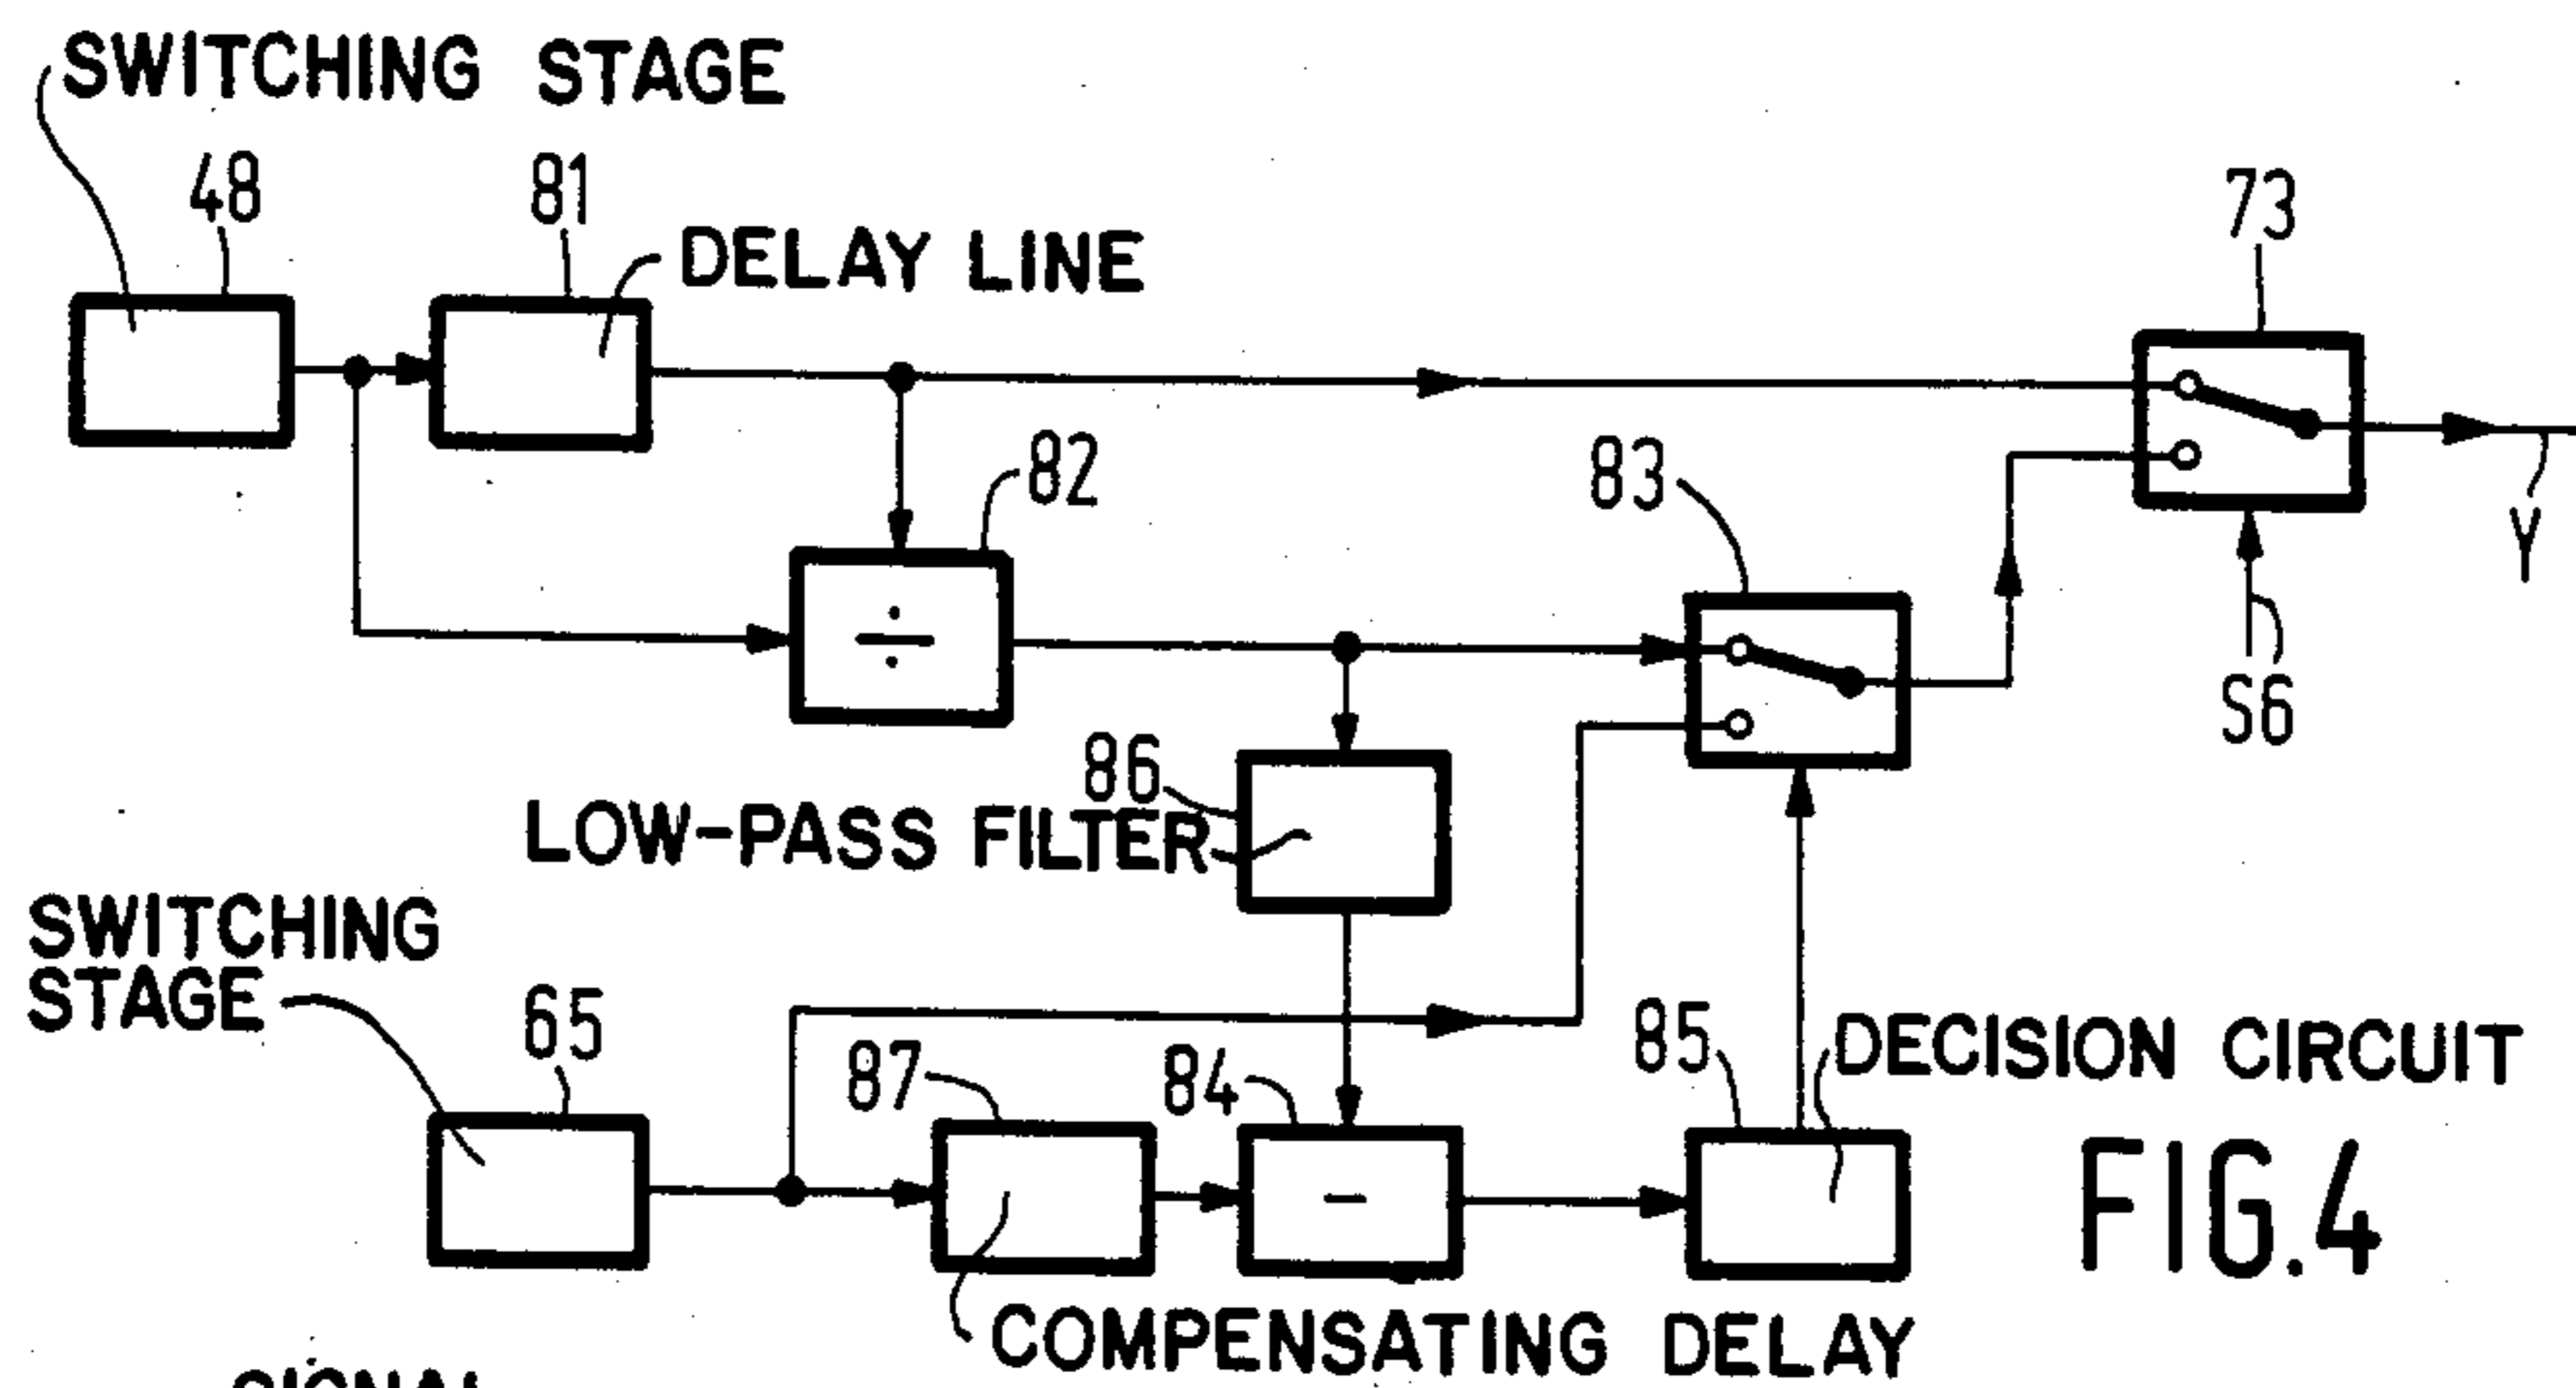 SWITCHING STAGE
48
81
DELAY LINE
73
82
÷
83
Y
S6
86
LOW-PASS FILTER
SWITCHING
STAGE
65
87
84
85
DECISION CIRCUIT
−
FIG.4
COMPENSATING DELAY